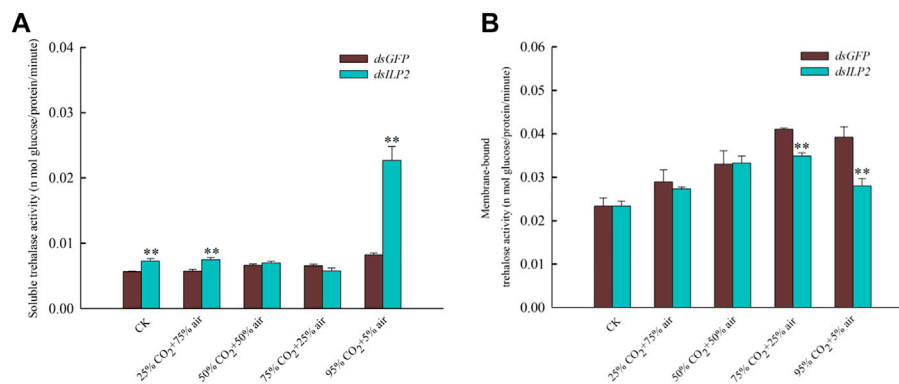 A
Soluble trehalase activity (n mol glucose/protein/minute)
0.04
0.03
0.02
0.01
0.00
dsGFP
dsILP2
**
**
**
CK
25% CO2+75% air
50% CO2+50% air
75% CO2+25% air
95% CO2+5% air
B
Membrane-bound
trehalose activity (n mol glucose/protein/minute)
0.06
0.05
0.04
0.03
0.02
0.01
0.00
dsGFP
dsILP2
**
**
CK
25% CO2+75% air
50% CO2+50% air
75% CO2+25% air
95% CO2+5% air